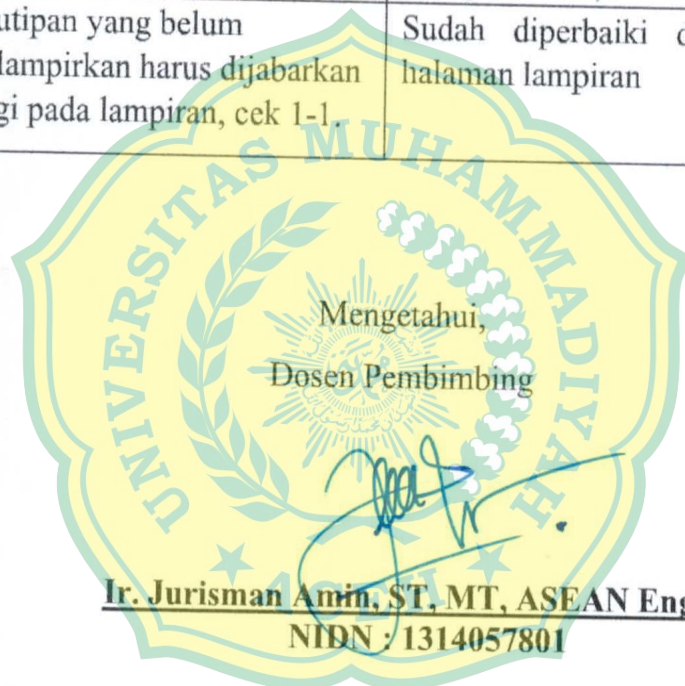 utipan yang belum
lampirkan harus dijabarkan
gi pada lampiran, cek 1-1.
Sudah diperbaiki d
halaman lampiran
UNIVERSITAS MUHAMMADIYAH
ACEH
Mengetahui,
Dosen Pembimbing
Ir. Jurisman Amin, ST, MT, ASEAN Eng
NIDN : 1314057801